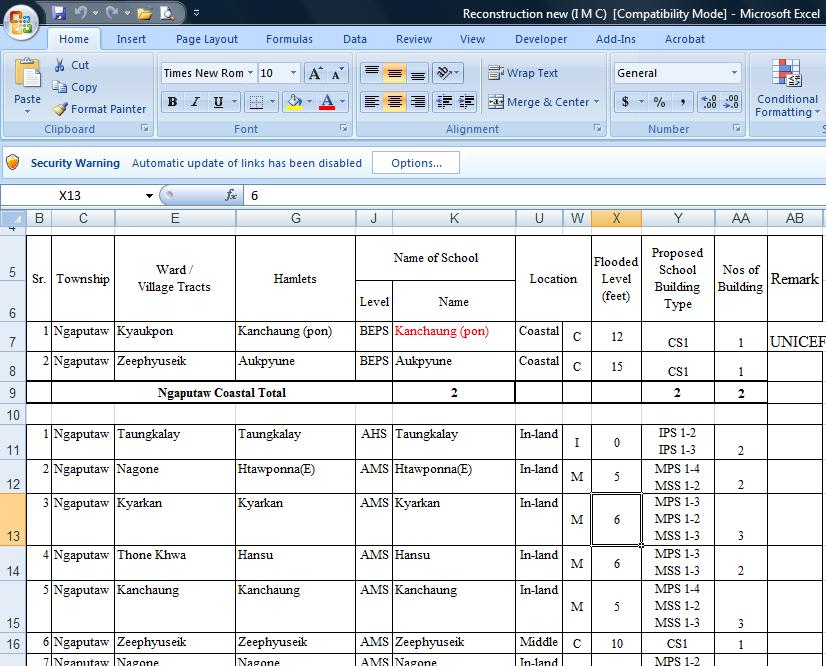 Reconstruction new (I M C) [Compatibility Mode] - Microsoft Excel
Home Insert Page Layout Formulas Data Review View Developer Add-Ins Acrobat
Paste
Cut
Copy
Format Painter
Clipboard
Times New Rom 10
B I U
Font
Wrap Text
Merge & Center
Alignment
General
$ % ,
Number
Conditional
Formatting
Security Warning Automatic update of links has been disabled Options...
X13 fx 6
B C E G J K U W X Y AA AB
4
5
6
Sr. Township
Ward /
Village Tracts
Hamlets
Name of School
Level Name
Location
Flooded
Level
(feet)
Proposed
School
Building
Type
Nos of
Building
Remark
7 1 Ngaputaw Kyaukpon Kanchaung (pon) BEPS Kanchaung (pon) Coastal C 12 CS1 1 UNICEF
8 2 Ngaputaw Zeephyuseik Aukpyune BEPS Aukpyune Coastal C 15 CS1 1
9 Ngaputaw Coastal Total 2 2 2
10
11 1 Ngaputaw Taungkalay Taungkalay AHS Taungkalay In-land I 0 IPS 1-2
IPS 1-3 2
12 2 Ngaputaw Nagone Htawponna(E) AMS Htawponna(E) In-land M 5 MPS 1-4
MSS 1-2 2
13 3 Ngaputaw Kyarkan Kyarkan AMS Kyarkan In-land M 6 MPS 1-3
MPS 1-2
MSS 1-3 3
14 4 Ngaputaw Thone Khwa Hansu AMS Hansu In-land M 6 MPS 1-3
MSS 1-3 2
15 5 Ngaputaw Kanchaung Kanchaung AMS Kanchaung In-land M 5 MPS 1-4
MSS 1-2
MSS 1-3 3
16 6 Ngaputaw Zeephyuseik Zeephyuseik AMS Zeephyuseik Middle C 10 CS1 1
7 Ngaputaw Nagone Nagone AMS Nagone In-land MPS 1-2